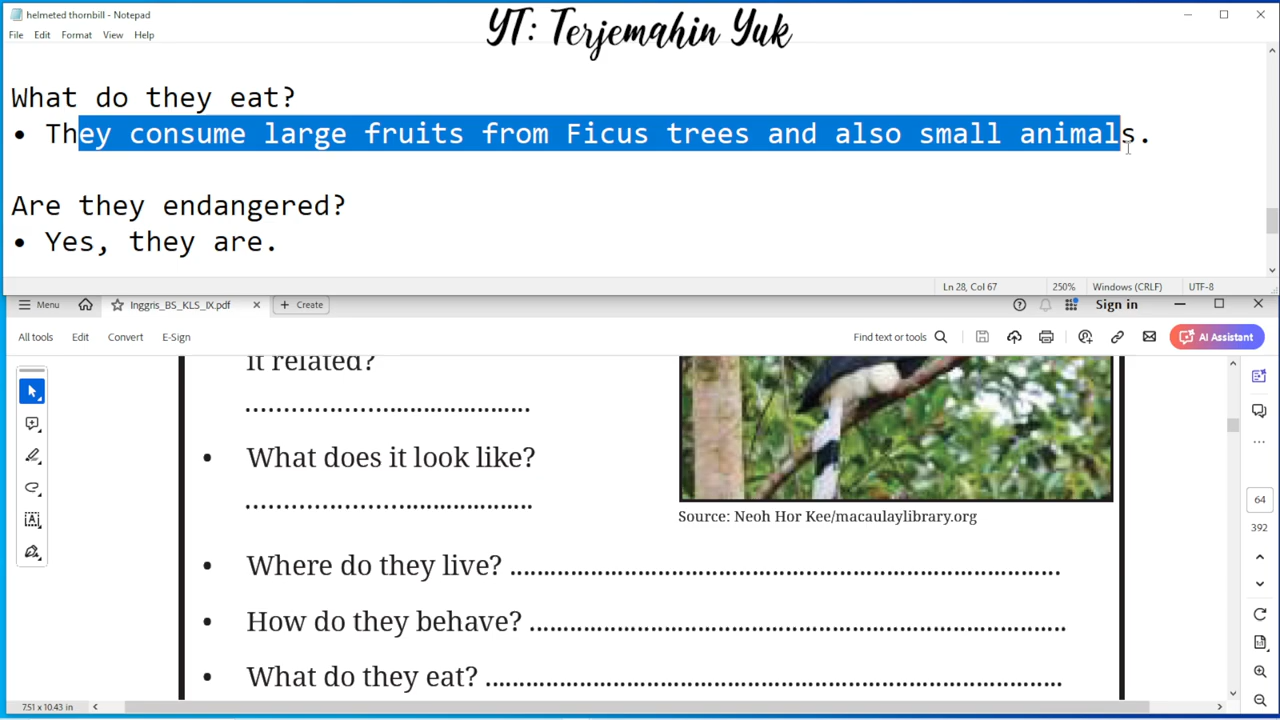 helmeted thornbill - Notepad
YT: Terjemahin Yuk
File Edit Format View Help
What do they eat?
• They consume large fruits from Ficus trees and also small animals.
Are they endangered?
• Yes, they are.
Ln 28, Col 67 250% Windows (CRLF) UTF-8
Menu Inggris_BS_KLS_IX.pdf + Create Sign in
All tools Edit Convert E-Sign Find text or tools AI Assistant
it related?
........................................
• What does it look like?
........................................
Source: Neoh Hor Kee/macaulaylibrary.org
• Where do they live? ................................................................................
• How do they behave? ................................................................................
• What do they eat? ................................................................................
64
392
7.51 x 10.43 in